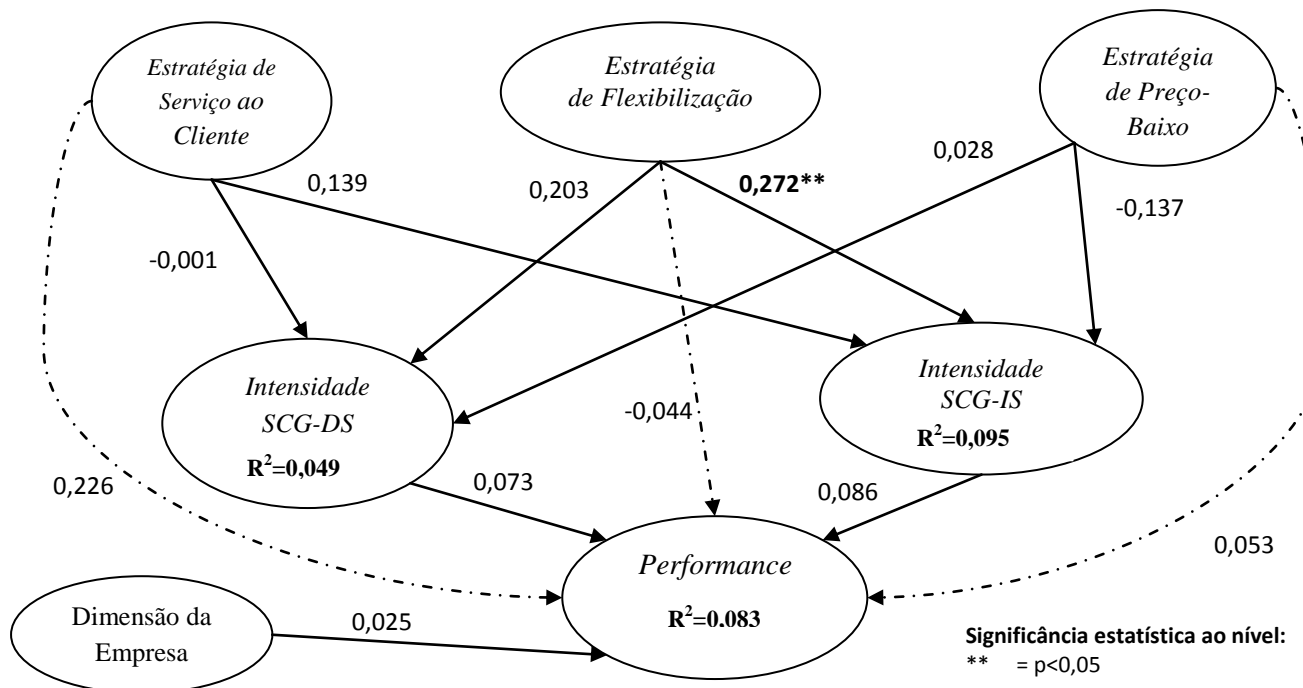 Estratégia de
Serviço ao
Cliente
Estratégia
de Flexibilização
Estratégia
de Preço-
Baixo
0,139
0,203
0,272**
0,028
-0,137
-0,001
Intensidade
SCG-DS
R²=0,049
Intensidade
SCG-IS
R²=0,095
-0,044
0,226
0,073
0,086
0,053
Performance
R²=0.083
Dimensão da
Empresa
0,025
Significância estatística ao nível:
** = p<0,05